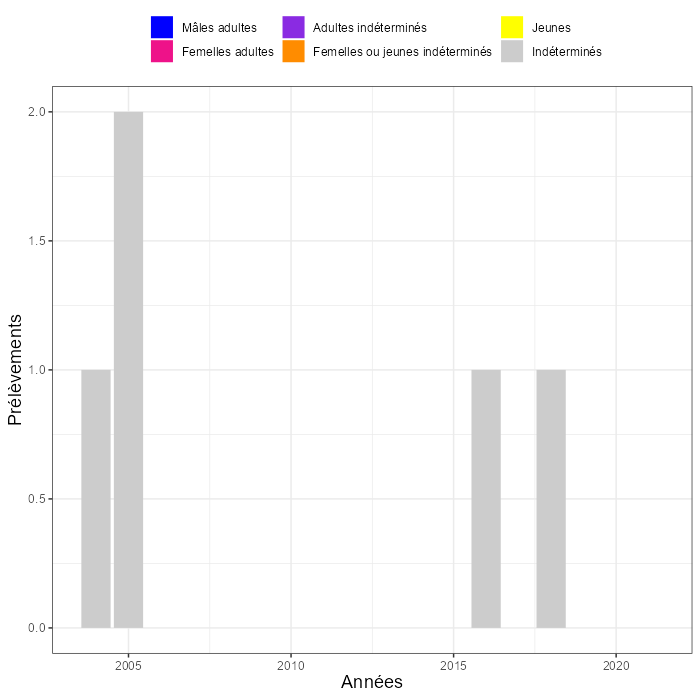 Mâles adultes
Adultes indéterminés
Jeunes
Femelles adultes
Femelles ou jeunes indéterminés
Indéterminés
2.0
1.5
1.0
0.5
0.0
Prélèvements
2005
2010
2015
2020
Années